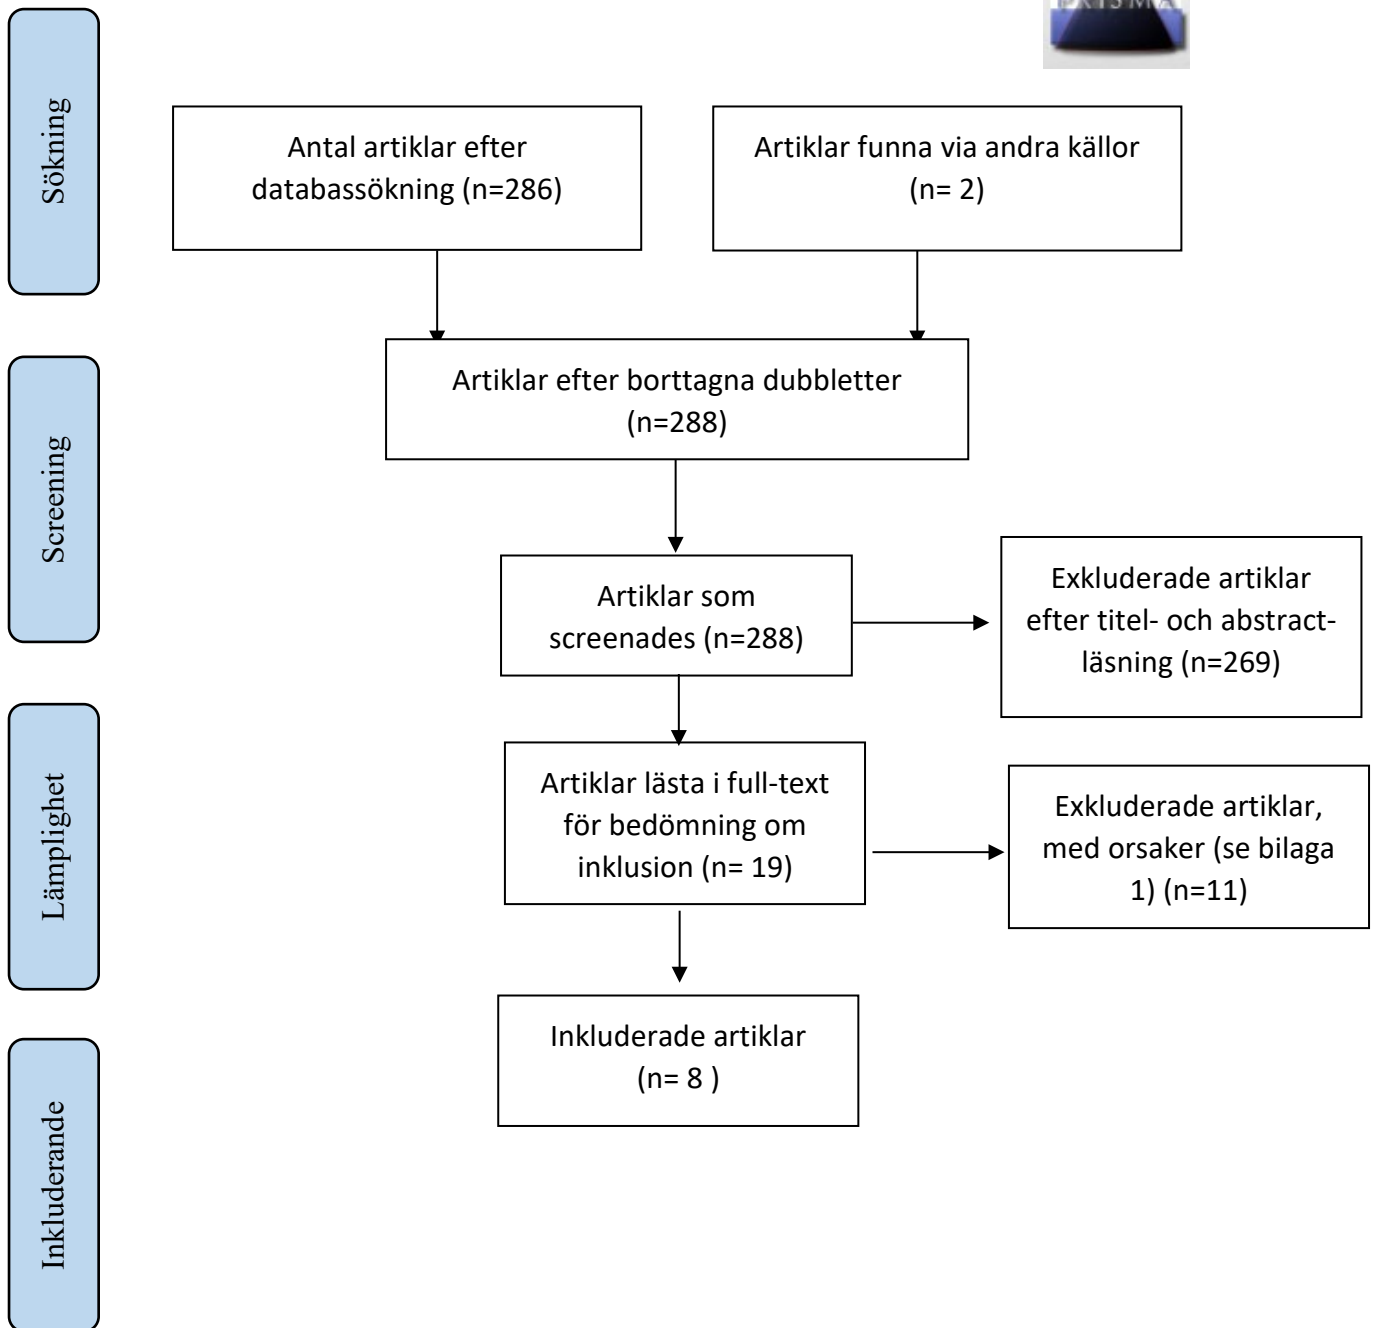 PRISMA
Sökning
Antal artiklar efter
databassökning (n=286)
Artiklar funna via andra källor
(n= 2)
Screening
Artiklar efter borttagna dubbletter
(n=288)
Artiklar som
screenades (n=288)
Exkluderade artiklar
efter titel- och abstract-
läsning (n=269)
Lämplighet
Artiklar lästa i full-text
för bedömning om
inklusion (n= 19)
Exkluderade artiklar,
med orsaker (se bilaga
1) (n=11)
Inkluderande
Inkluderade artiklar
(n= 8 )